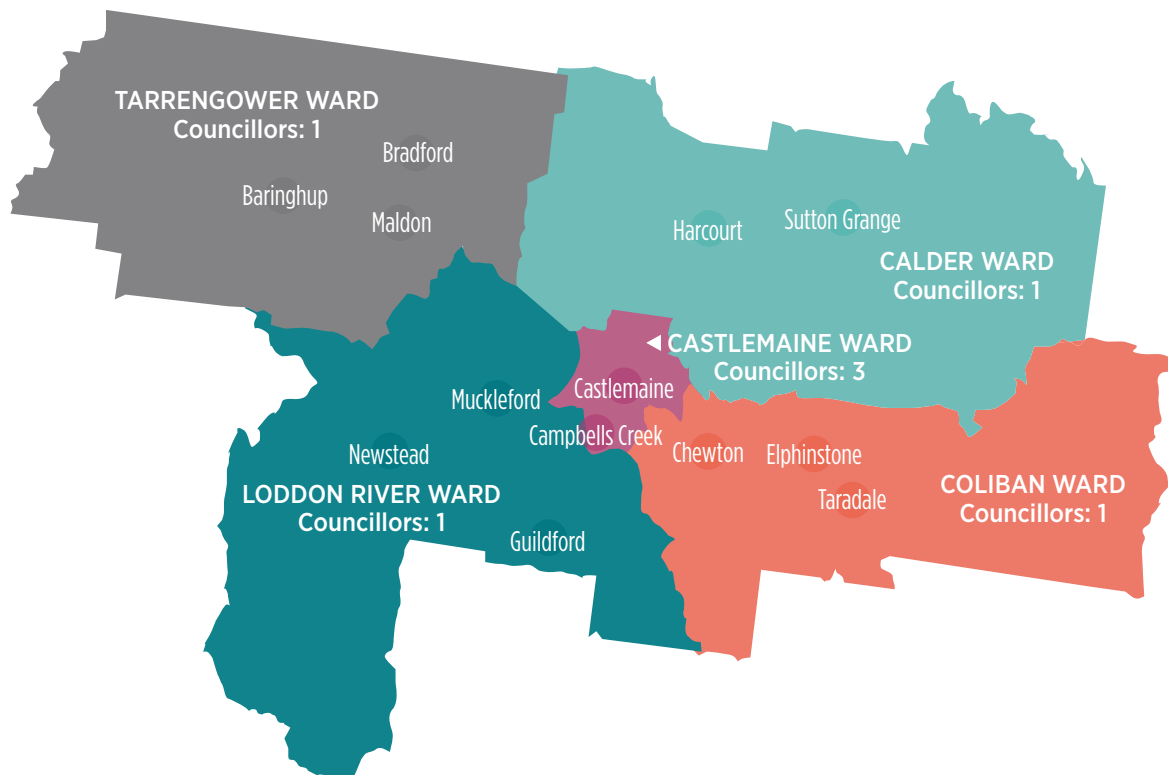 TARRENGOWER WARD
Councillors: 1
Bradford
Baringhup
Maldon
Harcourt
Sutton Grange
CALDER WARD
Councillors: 1
CASTLEMAINE WARD
Councillors: 3
Castlemaine
Muckleford
Campbells Creek
Newstead
Chewton
Elphinstone
Taradale
LODDON RIVER WARD
Councillors: 1
COLIBAN WARD
Councillors: 1
Guildford